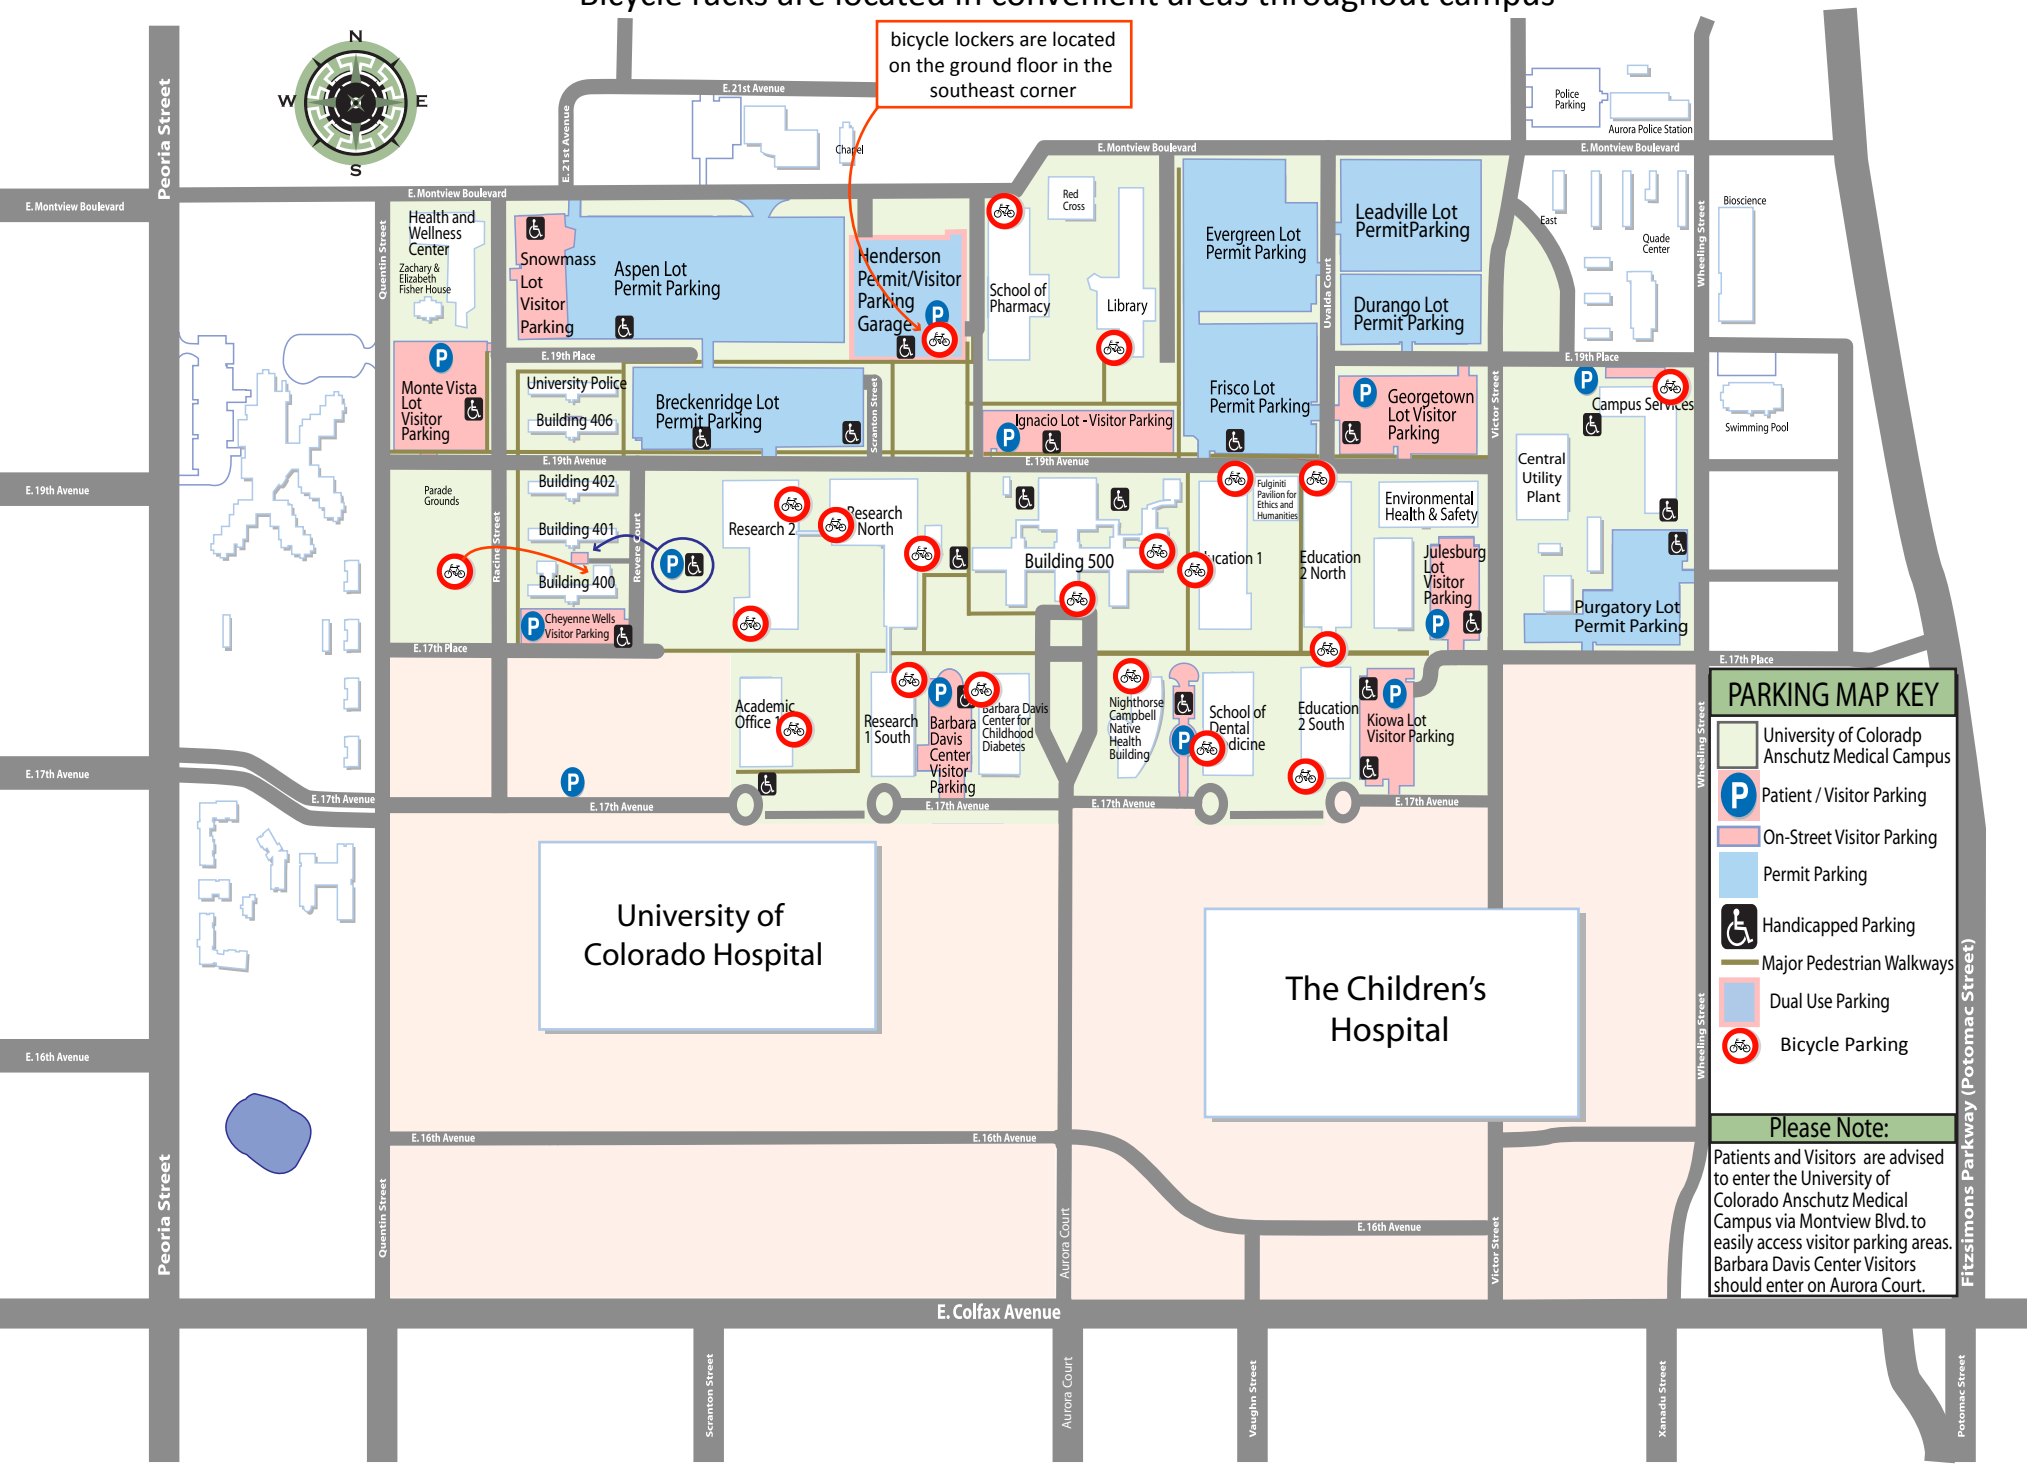 Bicycle racks are located in convenient areas throughout campus
bicycle lockers are located
on the ground floor in the
southeast corner
N
W
E
S
Peoria Street
E. 21st Avenue
E. 21st Avenue
Chapel
Police
Parking
Aurora Police Station
E. Montview Boulevard
E. Montview Boulevard
E. Montview Boulevard
E. Montview Boulevard
Quentin Street
Health and
Wellness
Center
Zachary &
Elizabeth
Fisher House
Snowmass
Lot
Visitor
Parking
Aspen Lot
Permit Parking
Henderson
Permit/Visitor
Parking
Garage
P
School of
Pharmacy
Red
Cross
Library
Evergreen Lot
Permit Parking
Uvalda Court
Leadville Lot
PermitParking
Durango Lot
Permit Parking
East
Quade
Center
Wheeling Street
Bioscience
P
Monte Vista
Lot
Visitor
Parking
E. 19th Place
University Police
Building 406
Breckenridge Lot
Permit Parking
Scranton Street
P
Ignacio Lot - Visitor Parking
Frisco Lot
Permit Parking
P
Georgetown
Lot Visitor
Parking
Victor Street
E. 19th Place
P
Campus Services
Swimming Pool
E. 19th Avenue
E. 19th Avenue
E. 19th Avenue
Parade
Grounds
Racine Street
Building 402
Building 401
Building 400
Revere Court
P
P
Cheyenne Wells
Visitor Parking
Research 2
Research
North
Building 500
ucation 1
Fulginiti
Pavilion for
Ethics and
Humanities
Education
2 North
Environmental
Health & Safety
Julesburg
Lot
Visitor
Parking
P
Central
Utility
Plant
Purgatory Lot
Permit Parking
E. 17th Place
E. 17th Place
Academic
Office 1
Research
1 South
P
Barbara
Davis
Center
Visitor
Parking
Barbara Davis
Center for
Childhood
Diabetes
Nighthorse
Campbell
Native
Health
Building
P
School of
Dental
dicine
Education
2 South
P
Kiowa Lot
Visitor Parking
Wheeling Street
E. 17th Avenue
E. 17th Avenue
P
E. 17th Avenue
E. 17th Avenue
E. 17th Avenue
E. 17th Avenue
University of
Colorado Hospital
The Children's
Hospital
PARKING MAP KEY
University of Coloradp
Anschutz Medical Campus
P
Patient / Visitor Parking
On-Street Visitor Parking
Permit Parking
Handicapped Parking
Major Pedestrian Walkways
Dual Use Parking
Bicycle Parking
Please Note:
Patients and Visitors are advised
to enter the University of
Colorado Anschutz Medical
Campus via Montview Blvd. to
easily access visitor parking areas.
Barbara Davis Center Visitors
should enter on Aurora Court.
Wheeling Street
Fitzsimons Parkway (Potomac Street)
E. 16th Avenue
E. 16th Avenue
E. 16th Avenue
E. 16th Avenue
Peoria Street
Quentin Street
Aurora Court
Victor Street
E. Colfax Avenue
Scranton Street
Aurora Court
Vaughn Street
Xanadu Street
Potomac Street